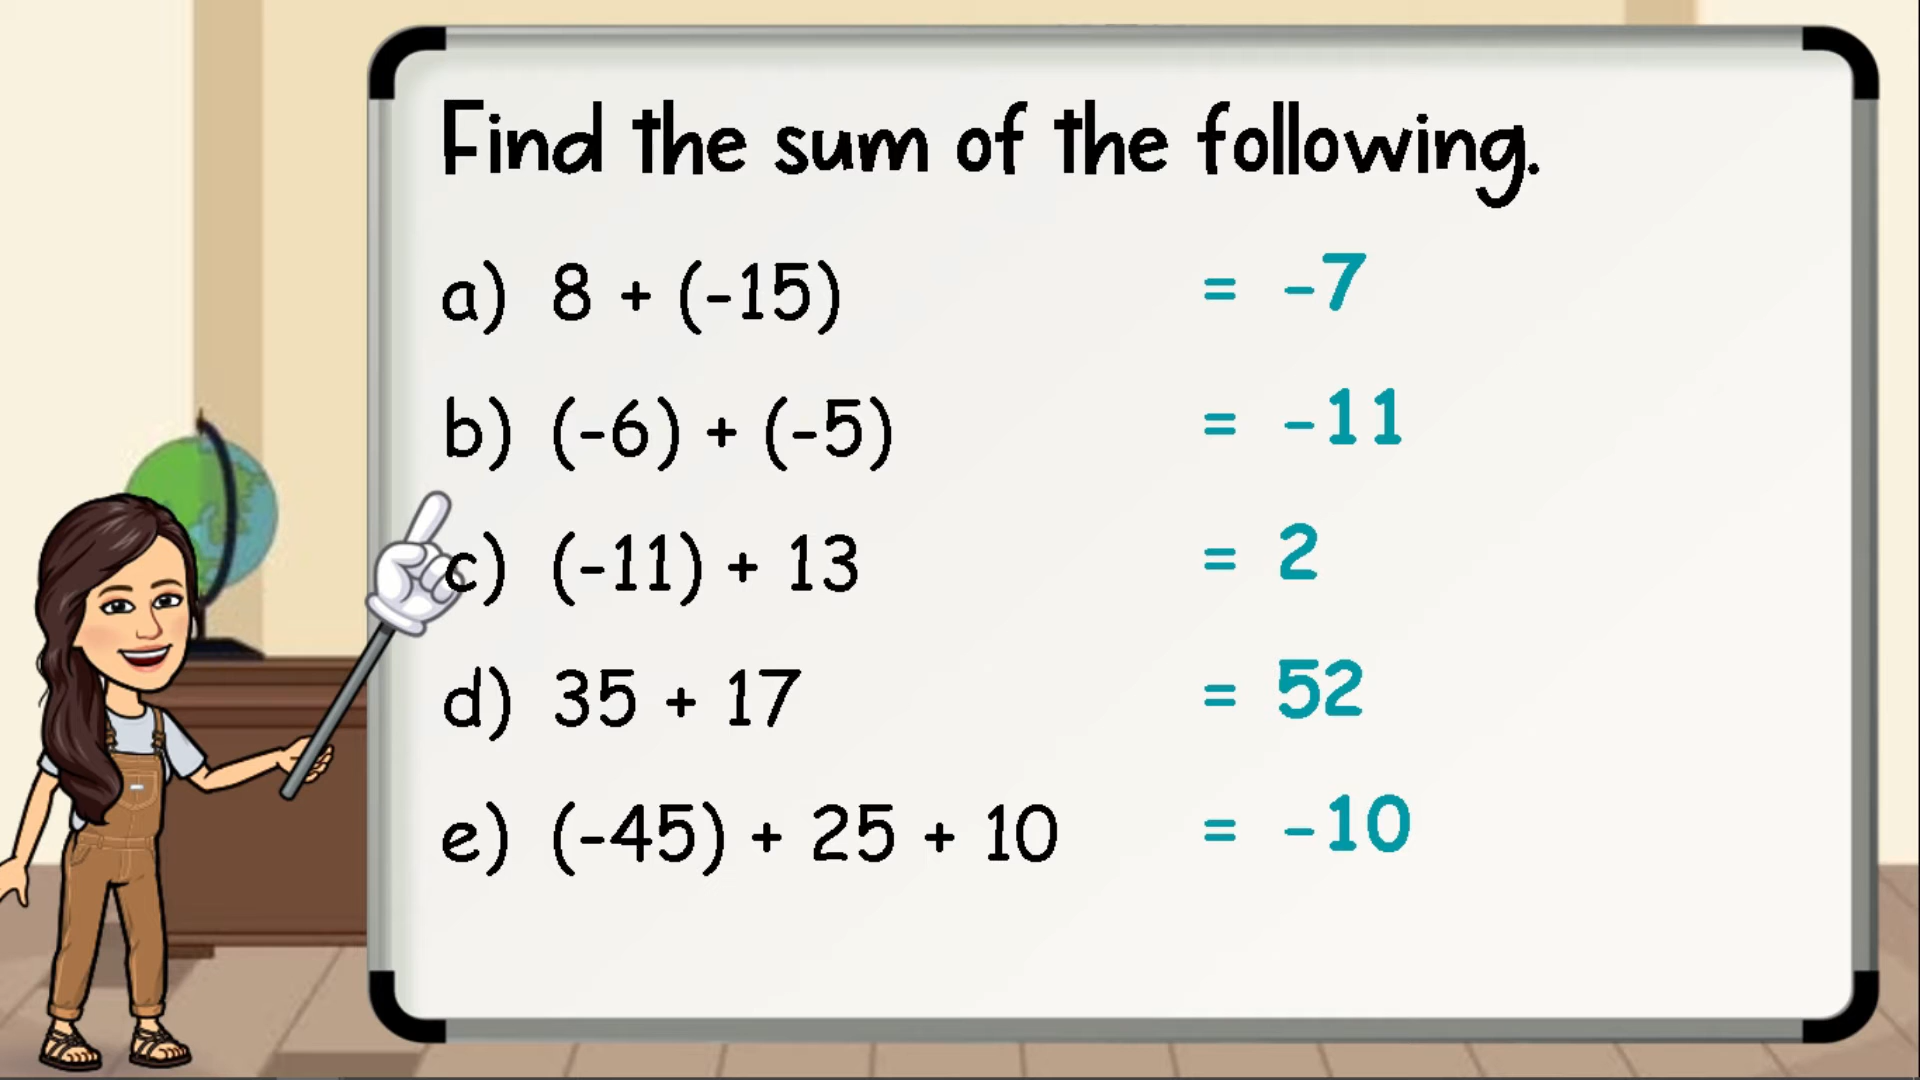 Find the sum of the following.
a) 8 + (-15) = -7
b) (-6) + (-5) = -11
c) (-11) + 13 = 2
d) 35 + 17 = 52
e) (-45) + 25 + 10 = -10